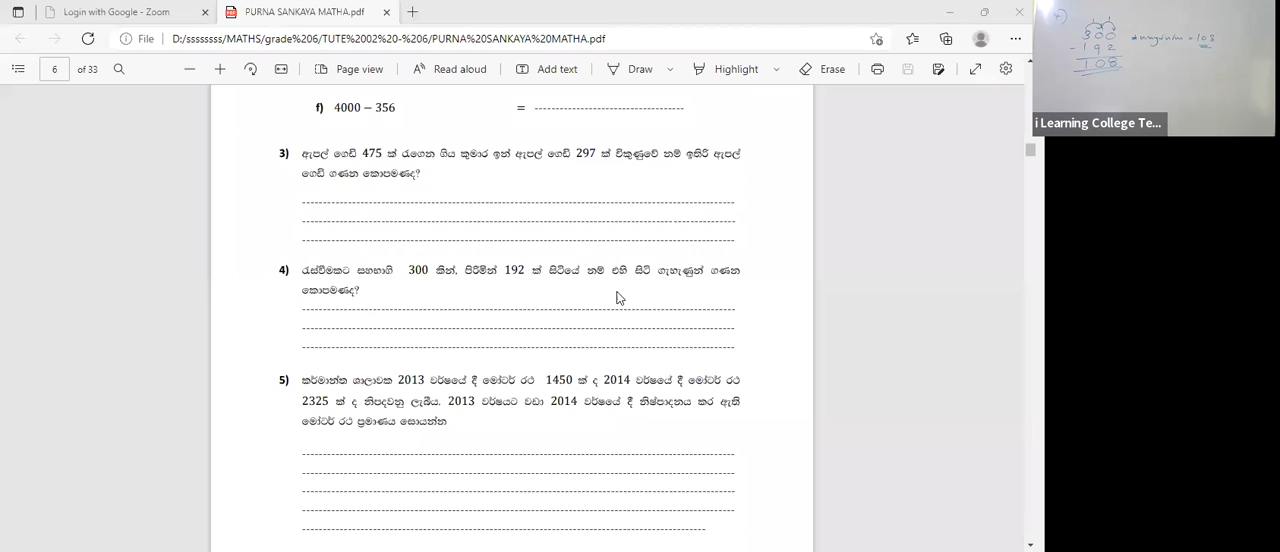 Login with Google - Zoom
PURNA SANKAYA MATHA.pdf
File
D:/ssssssss/MATHS/grade%206/TUTE%2002%20%206/PURNA%20SANKAYA%20MATHA.pdf
6 of 33
Page view
Read aloud
Add text
Draw
Highlight
Erase
4)
300
- 192
108
= 108
i Learning College Te...
f) 4000 – 356 = ------------------------------------
3) ඇපල් ගෙඩි 475 ක් රැගෙන ගිය කුමාර ඉන් ඇපල් ගෙඩි 297 ක් විකුණුවේ නම් ඉතිරි ඇපල්
ගෙඩි ගණන කොපමණද?
4) රැස්වීමකට සහභාගි 300 කින්, පිරිමින් 192 ක් සිටියේ නම් එහි සිටි ගැහැණුන් ගණන
කොපමණද?
5) කර්මාන්ත ශාලාවක 2013 වර්ෂයේ දී මෝටර් රථ 1450 ක් ද 2014 වර්ෂයේ දී මෝටර් රථ
2325 ක් ද නිපදවනු ලැබීය. 2013 වර්ෂයට වඩා 2014 වර්ෂයේ දී නිෂ්පාදනය කර ඇති
මෝටර් රථ ප්‍රමාණය සොයන්න